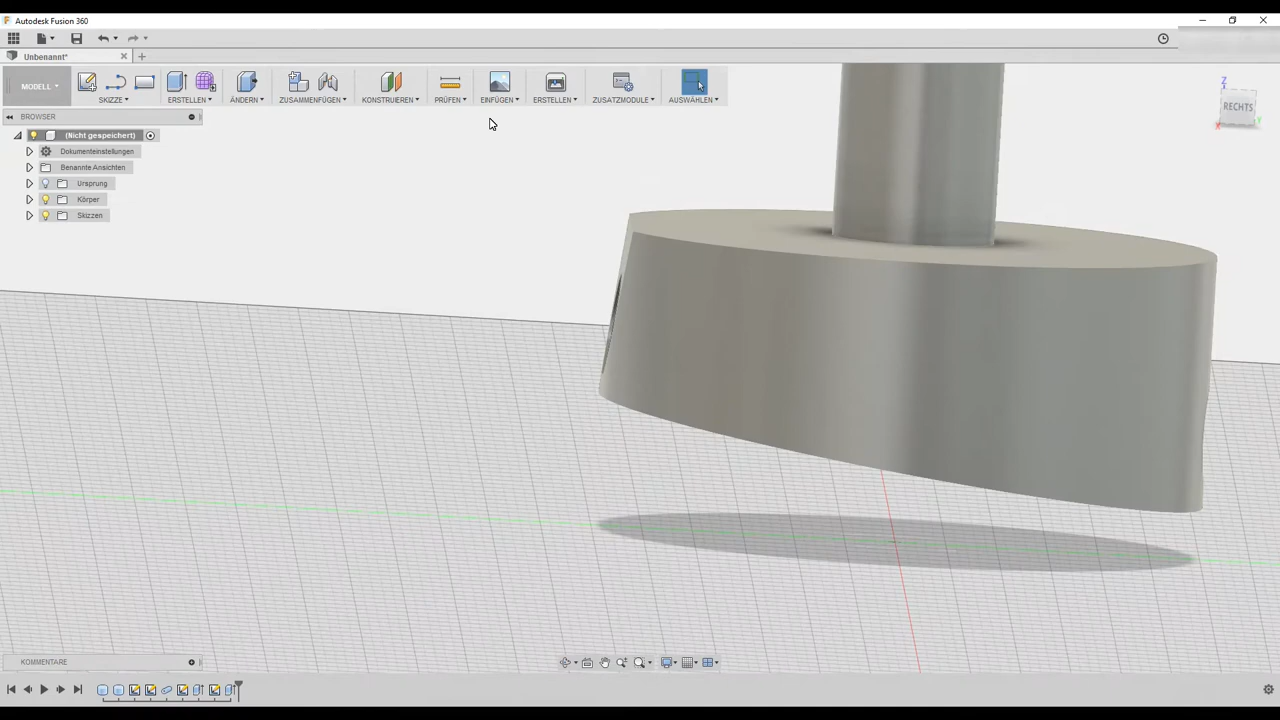 Autodesk Fusion 360
Unbenannt*
MODELL
SKIZZE
ERSTELLEN
ÄNDERN
ZUSAMMENFÜGEN
KONSTRUIEREN
PRÜFEN
EINFÜGEN
ERSTELLEN
ZUSATZMODULE
AUSWÄHLEN
Z
RECHTS
X
Y
BROWSER
(Nicht gespeichert)
Dokumenteinstellungen
Benannte Ansichten
Ursprung
Körper
Skizzen
KOMMENTARE